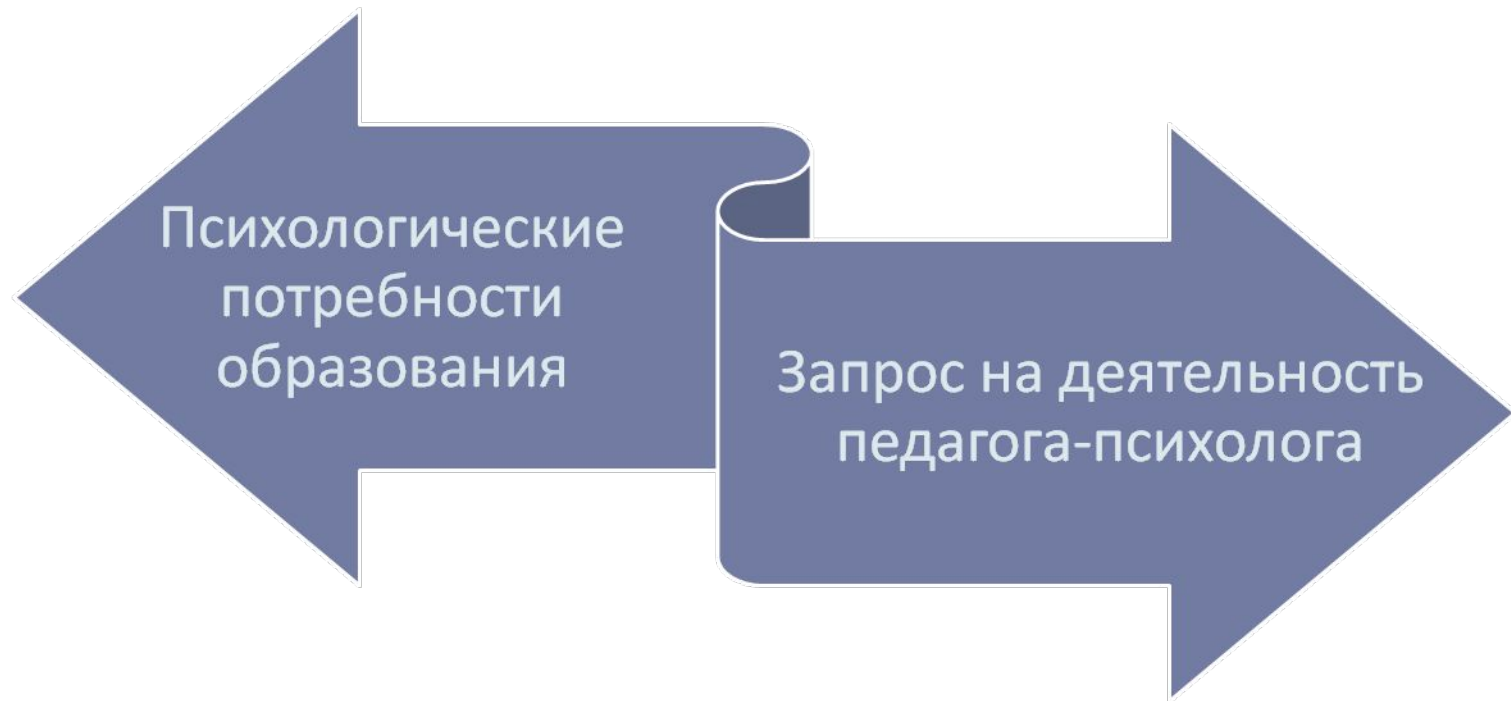 Психологические
потребности
образования
Запрос на деятельность
педагога-психолога